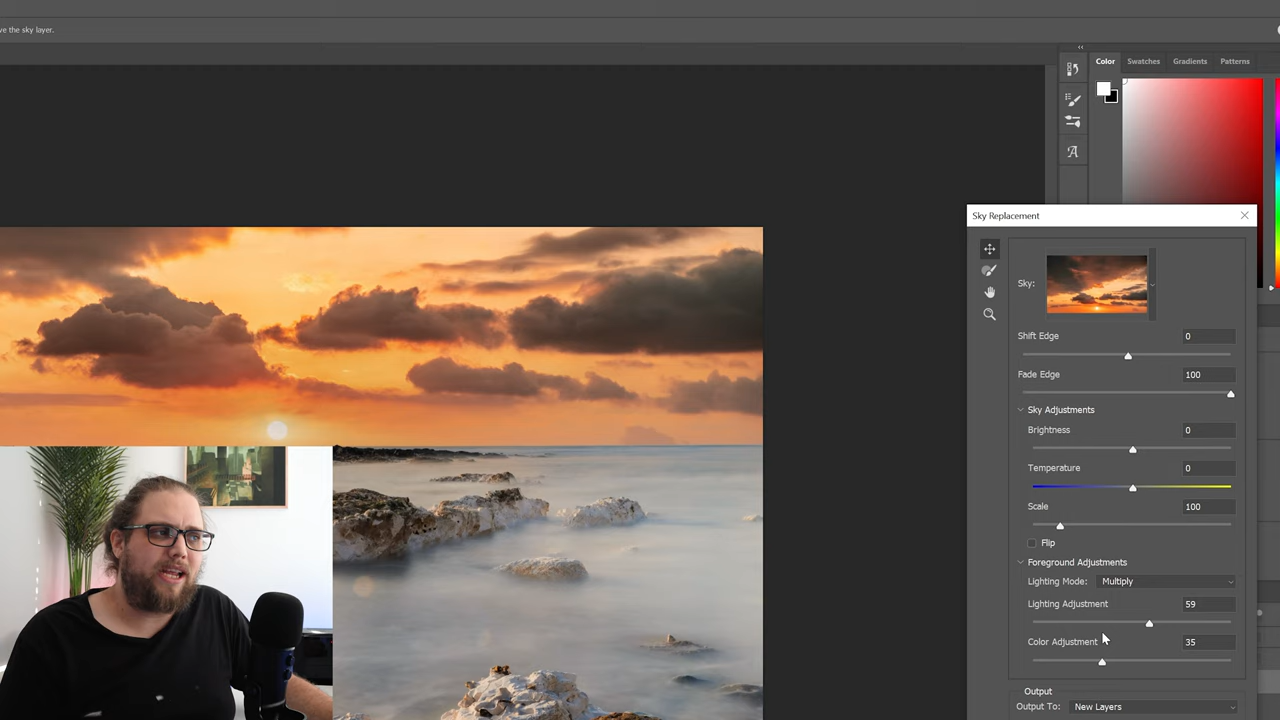 ve the sky layer.
Color Swatches Gradients Patterns
Sky Replacement
Sky:
Shift Edge 0
Fade Edge 100
Sky Adjustments
Brightness 0
Temperature 0
Scale 100
Flip
Foreground Adjustments
Lighting Mode: Multiply
Lighting Adjustment 59
Color Adjustment 35
Output
Output To: New Layers